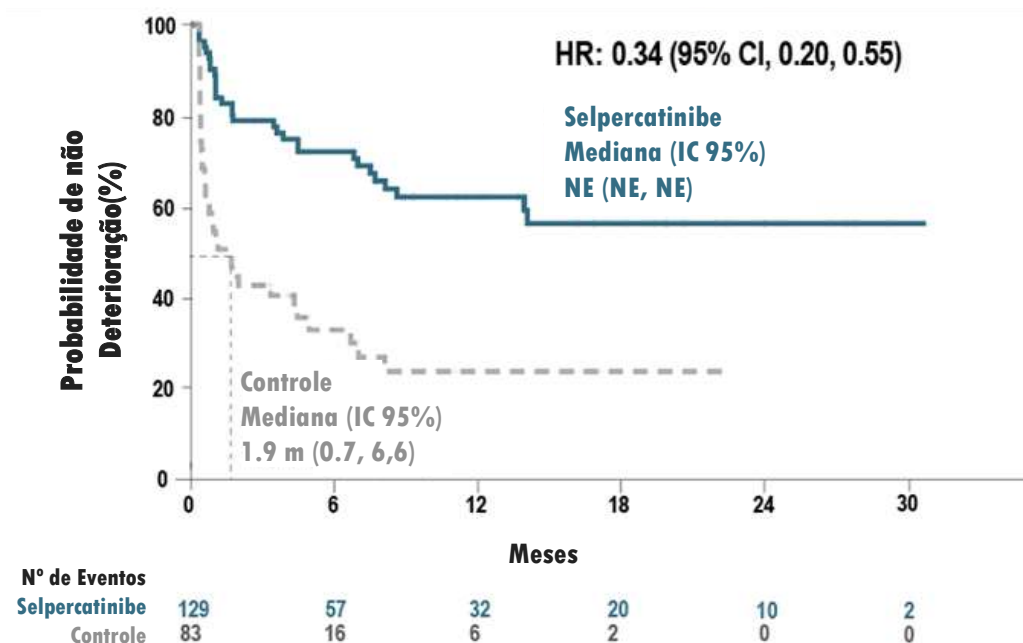 HR: 0.34 (95% CI, 0.20, 0.55)
Selpercatinibe
Mediana (IC 95%)
NE (NE, NE)
Probabilidade de não
Deterioração(%)
100
80
60
40
20
0
Controle
Mediana (IC 95%)
1.9 m (0.7, 6,6)
0 6 12 18 24 30
Meses
Nº de Eventos
Selpercatinibe 129 57 32 20 10 2
Controle 83 16 6 2 0 0